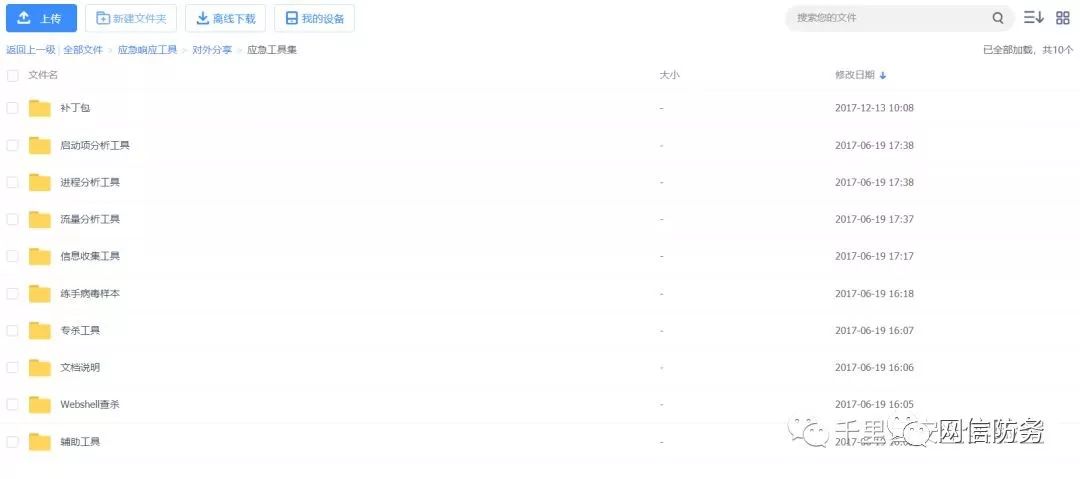 上传 新建文件夹 离线下载 我的设备 搜索您的文件
返回上一级 | 全部文件 > 应急响应工具 > 对外分享 > 应急工具集 已全部加载，共10个
文件名 大小 修改日期
补丁包 - 2017-12-13 10:08
启动项分析工具 - 2017-06-19 17:38
进程分析工具 - 2017-06-19 17:38
流量分析工具 - 2017-06-19 17:37
信息收集工具 - 2017-06-19 17:17
练手病毒样本 - 2017-06-19 16:18
专杀工具 - 2017-06-19 16:07
文档说明 - 2017-06-19 16:06
Webshell查杀 - 2017-06-19 16:05
辅助工具 - 2017-06-19
千里
网信防务